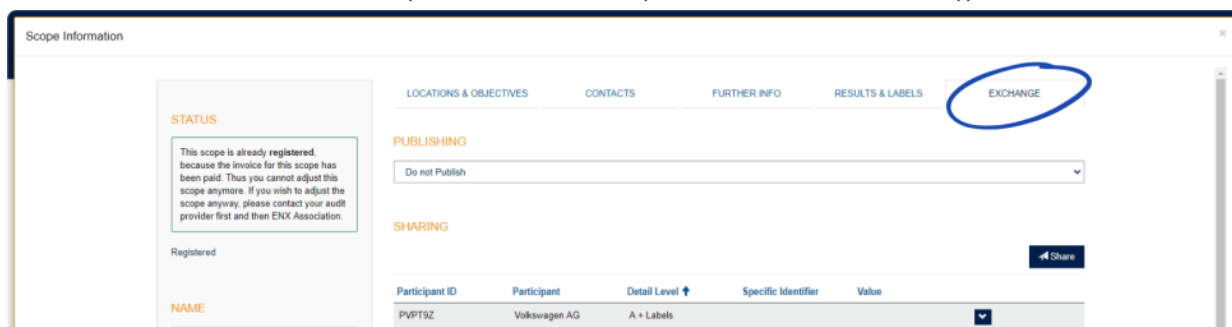 Scope Information
×
LOCATIONS & OBJECTIVES CONTACTS FURTHER INFO RESULTS & LABELS EXCHANGE
STATUS
This scope is already registered,
because the invoice for this scope has
been paid. Thus you cannot adjust this
scope anymore. If you wish to adjust the
scope anyway, please contact your audit
provider first and then ENX Association.
Registered
NAME
PUBLISHING
Do not Publish
SHARING
Share
Participant ID Participant Detail Level ↑ Specific Identifier Value
PVPT9Z Volkswagen AG A + Labels